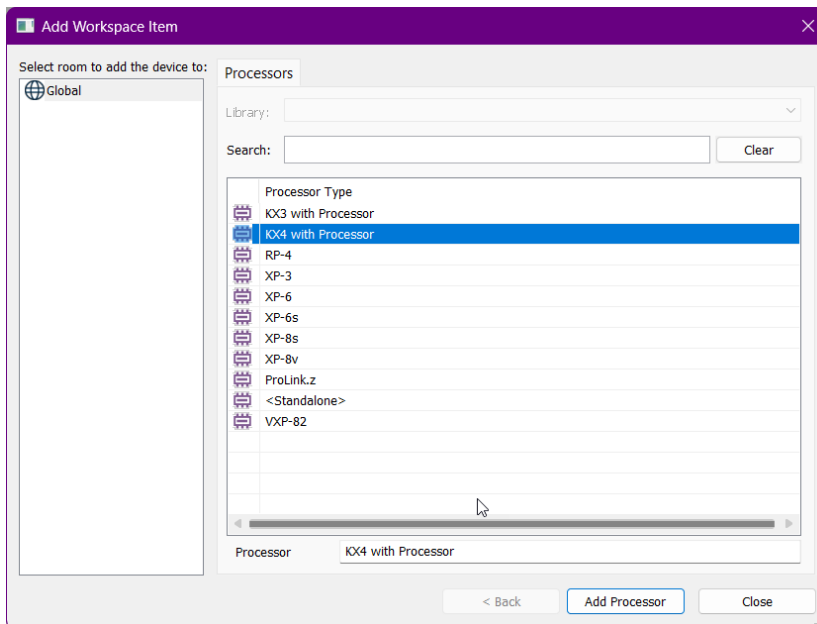 Add Workspace Item
Select room to add the device to:
Global
Processors
Library:
Search:
Clear
Processor Type
KX3 with Processor
KX4 with Processor
RP-4
XP-3
XP-6
XP-6s
XP-8s
XP-8v
ProLink.z
<Standalone>
VXP-82
Processor KX4 with Processor
< Back Add Processor Close